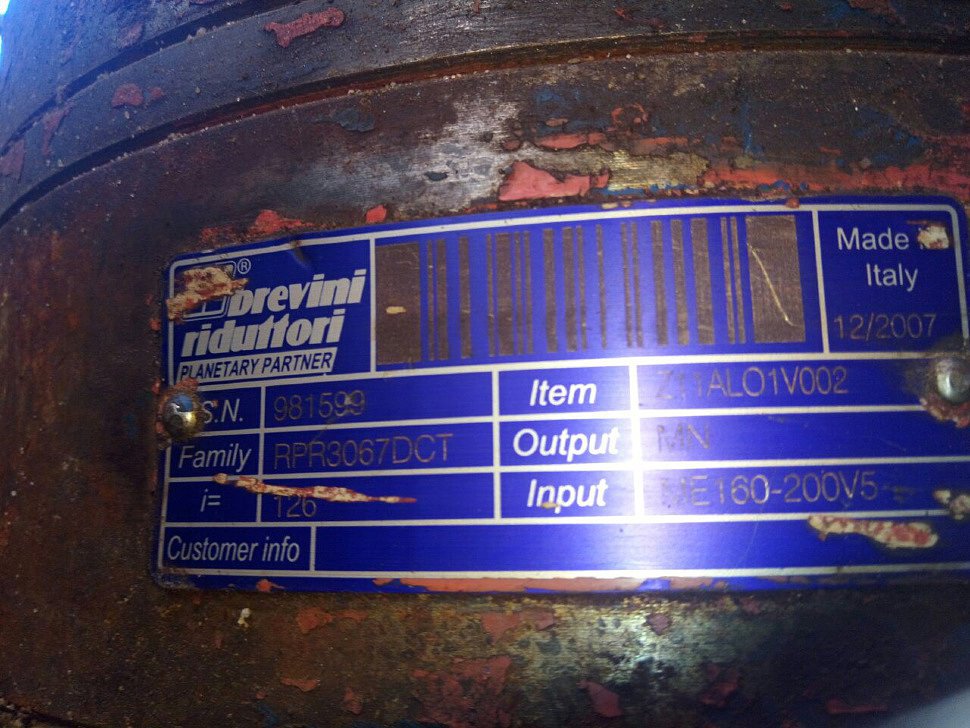 ®
brevini
riduttori
PLANETARY PARTNER
Made
Italy
12/2007
S.N. 981599
Item Z11ALO1V002
Family RPR3067DCT
Output MN
i= 126
Input ME160-200V5
Customer info